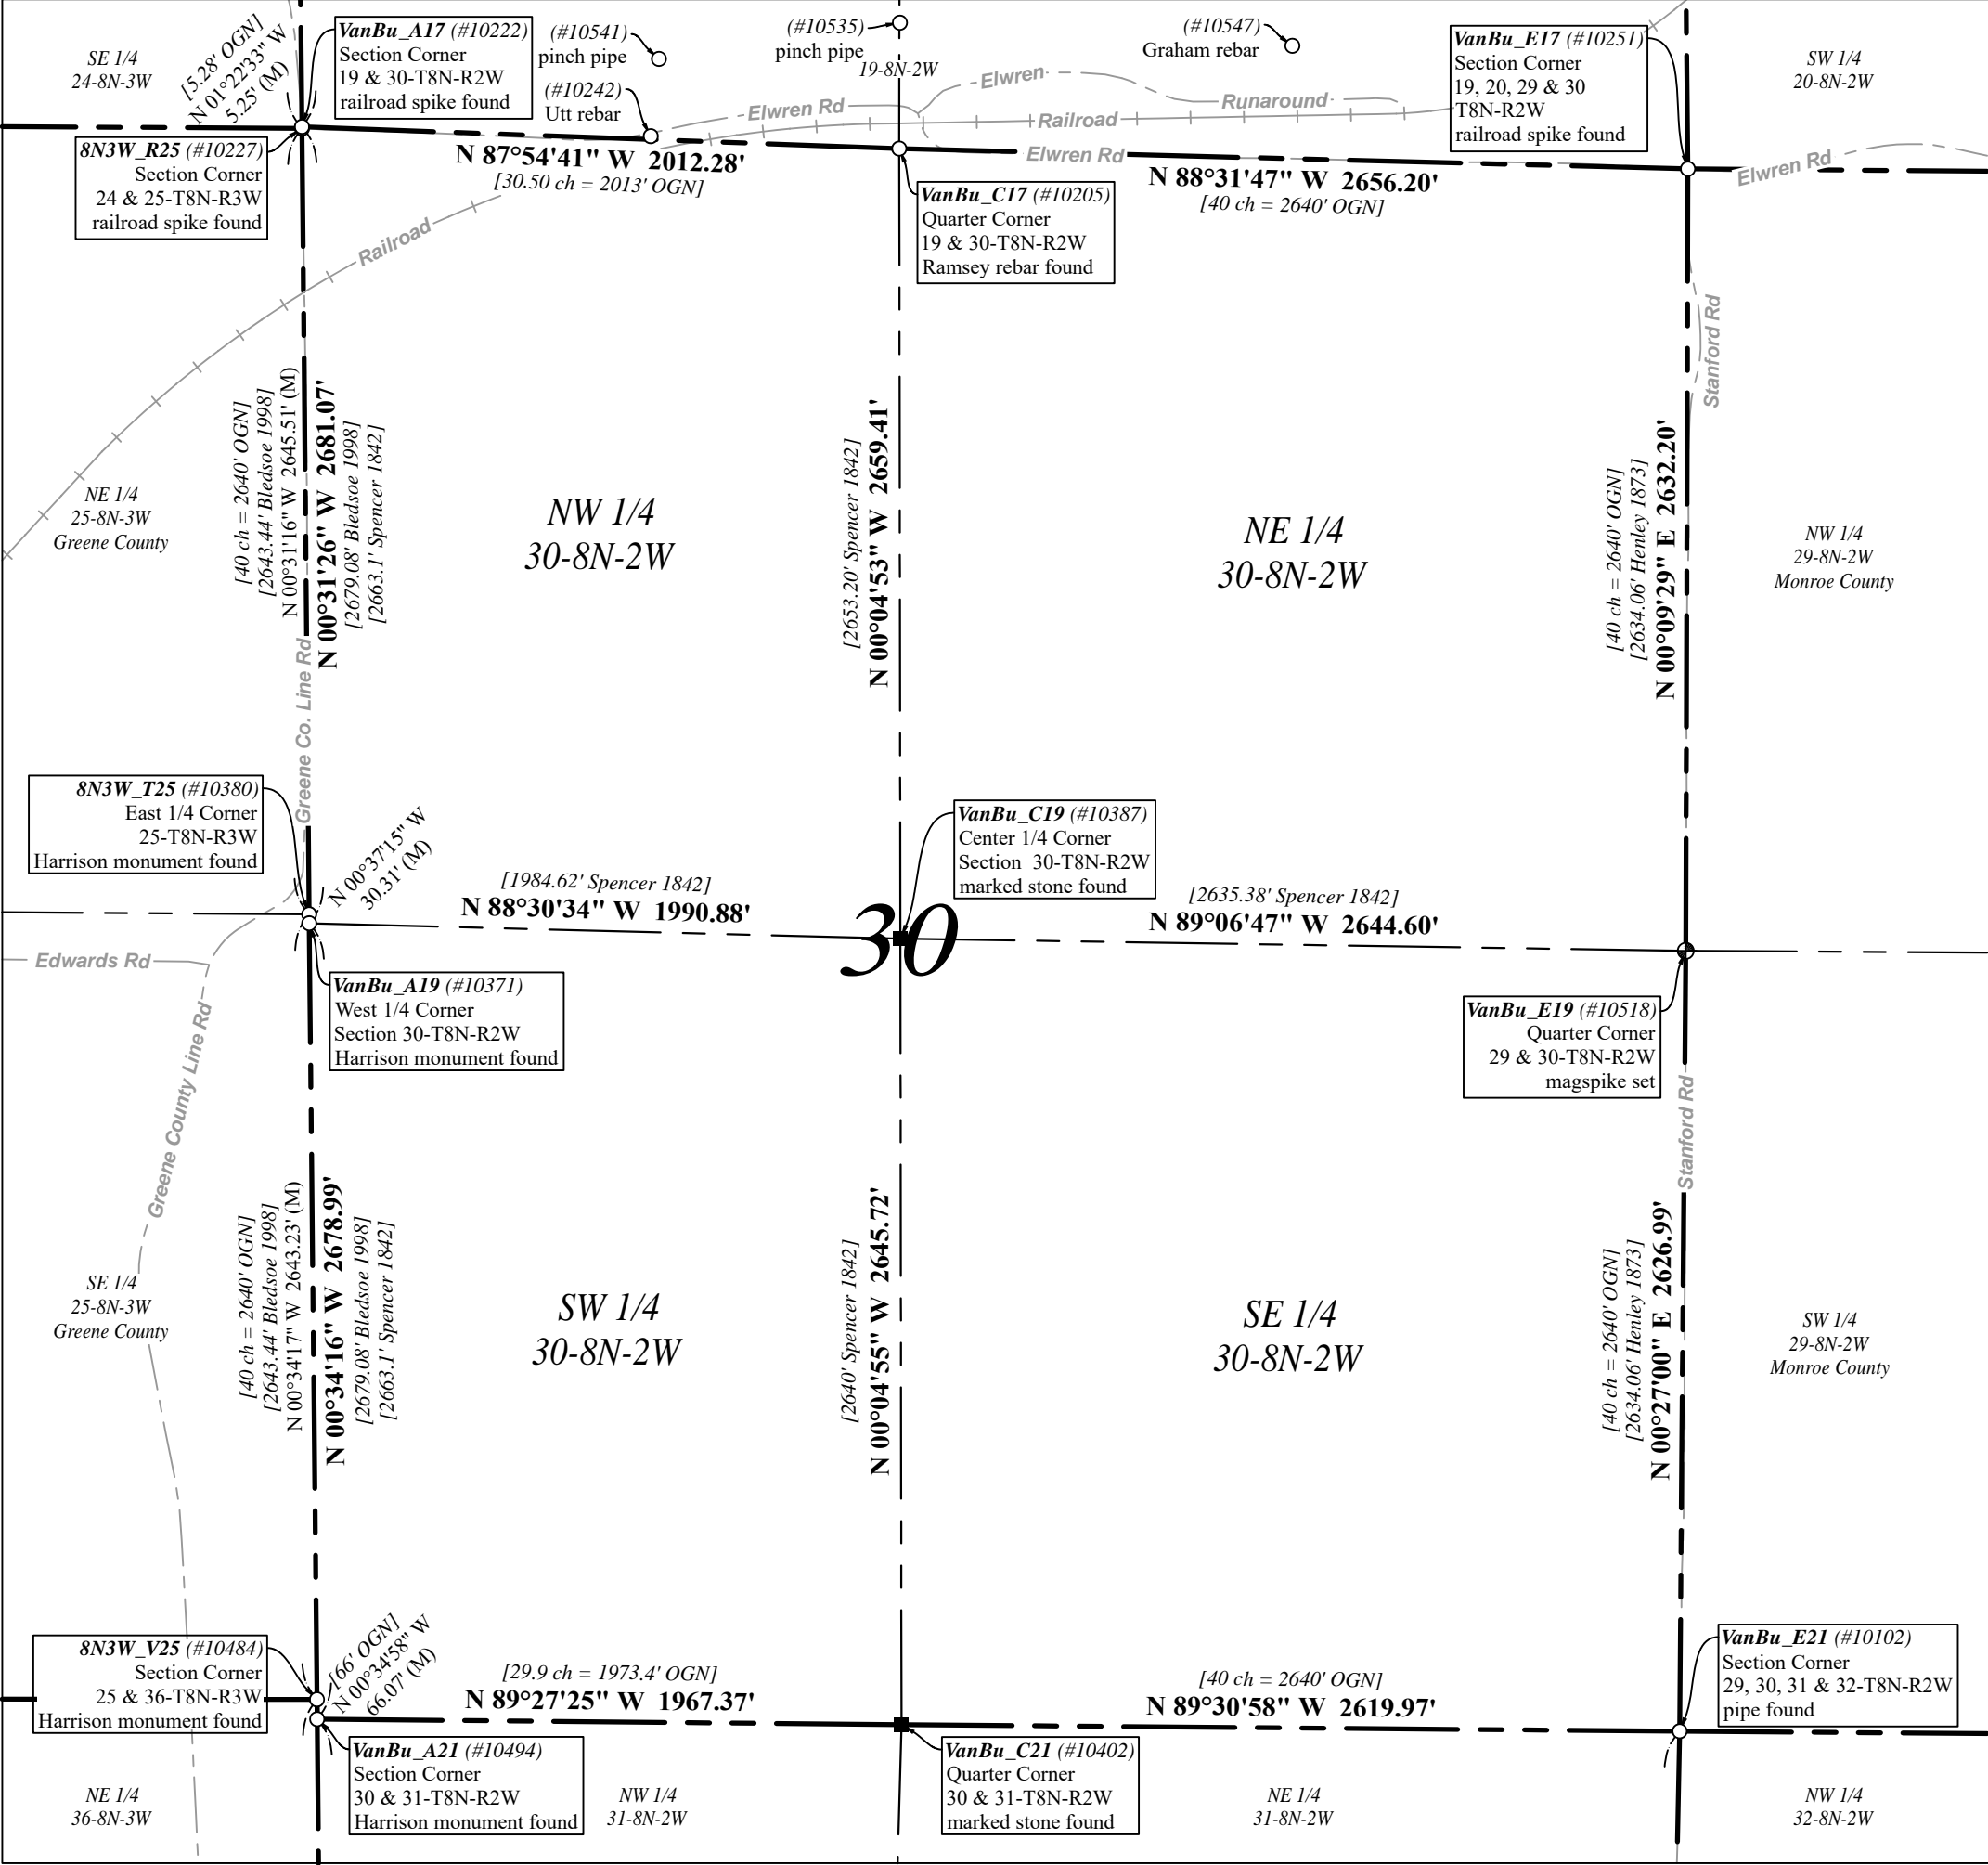 SE 1/4
24-8N-3W
[5.28' OGN]
N 01°22'33" W
5.25' (M)
VanBu_A17 (#10222)
Section Corner
19 & 30-T8N-R2W
railroad spike found
(#10541)
pinch pipe
(#10242)
Utt rebar
(#10535)
pinch pipe
19-8N-2W
(#10547)
Graham rebar
VanBu_E17 (#10251)
Section Corner
19, 20, 29 & 30
T8N-R2W
railroad spike found
SW 1/4
20-8N-2W
Elwren Rd
Elwren
Runaround
Railroad
Elwren Rd
Elwren Rd
8N3W_R25 (#10227)
Section Corner
24 & 25-T8N-R3W
railroad spike found
N 87°54'41" W 2012.28'
[30.50 ch = 2013' OGN]
VanBu_C17 (#10205)
Quarter Corner
19 & 30-T8N-R2W
Ramsey rebar found
N 88°31'47" W 2656.20'
[40 ch = 2640' OGN]
Railroad
Stanford Rd
[40 ch = 2640' OGN]
[2643.44' Bledsoe 1998]
N 00°31'16" W 2645.51' (M)
N 00°31'26" W 2681.07'
[2679.08' Bledsoe 1998]
[2663.1' Spencer 1842]
[2653.20' Spencer 1842]
N 00°04'53" W 2659.41'
[40 ch = 2640' OGN]
[2634.06' Henley 1873]
N 00°09'29" E 2632.20'
NE 1/4
25-8N-3W
Greene County
NW 1/4
30-8N-2W
NE 1/4
30-8N-2W
NW 1/4
29-8N-2W
Monroe County
Greene Co. Line Rd
8N3W_T25 (#10380)
East 1/4 Corner
25-T8N-R3W
Harrison monument found
N 00°37'15" W
30.31' (M)
[1984.62' Spencer 1842]
N 88°30'34" W 1990.88'
VanBu_C19 (#10387)
Center 1/4 Corner
Section 30-T8N-R2W
marked stone found
30
[2635.38' Spencer 1842]
N 89°06'47" W 2644.60'
Edwards Rd
VanBu_A19 (#10371)
West 1/4 Corner
Section 30-T8N-R2W
Harrison monument found
VanBu_E19 (#10518)
Quarter Corner
29 & 30-T8N-R2W
magspike set
Greene County Line Rd
Stanford Rd
[40 ch = 2640' OGN]
[2643.44' Bledsoe 1998]
N 00°34'17" W 2643.23' (M)
N 00°34'16" W 2678.99'
[2679.08' Bledsoe 1998]
[2663.1' Spencer 1842]
[2640' Spencer 1842]
N 00°04'55" W 2645.72'
[40 ch = 2640' OGN]
[2634.06' Henley 1873]
N 00°27'00" E 2626.99'
SE 1/4
25-8N-3W
Greene County
SW 1/4
30-8N-2W
SE 1/4
30-8N-2W
SW 1/4
29-8N-2W
Monroe County
8N3W_V25 (#10484)
Section Corner
25 & 36-T8N-R3W
Harrison monument found
[66' OGN]
N 00°34'58" W
66.07' (M)
[29.9 ch = 1973.4' OGN]
N 89°27'25" W 1967.37'
[40 ch = 2640' OGN]
N 89°30'58" W 2619.97'
VanBu_E21 (#10102)
Section Corner
29, 30, 31 & 32-T8N-R2W
pipe found
VanBu_A21 (#10494)
Section Corner
30 & 31-T8N-R2W
Harrison monument found
VanBu_C21 (#10402)
Quarter Corner
30 & 31-T8N-R2W
marked stone found
NE 1/4
36-8N-3W
NW 1/4
31-8N-2W
NE 1/4
31-8N-2W
NW 1/4
32-8N-2W